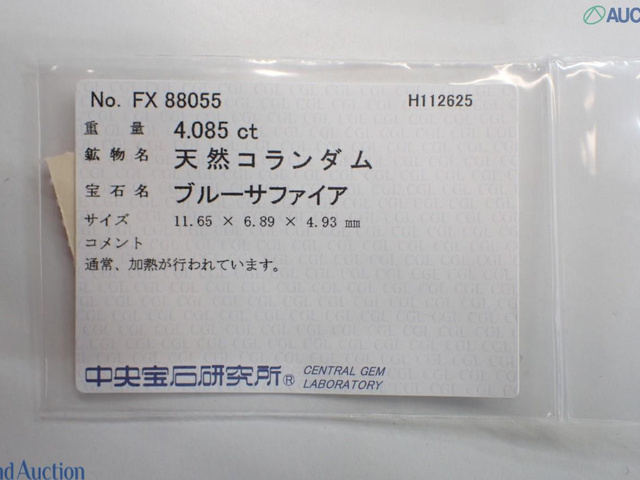 AUC
No. FX 88055 H112625
重量 4.085 ct
鉱物名 天然コランダム
宝石名 ブルーサファイア
サイズ 11.65 × 6.89 × 4.93 mm
コメント
通常、加熱が行われています。
中央宝石研究所® CENTRAL GEM LABORATORY
nd Auction